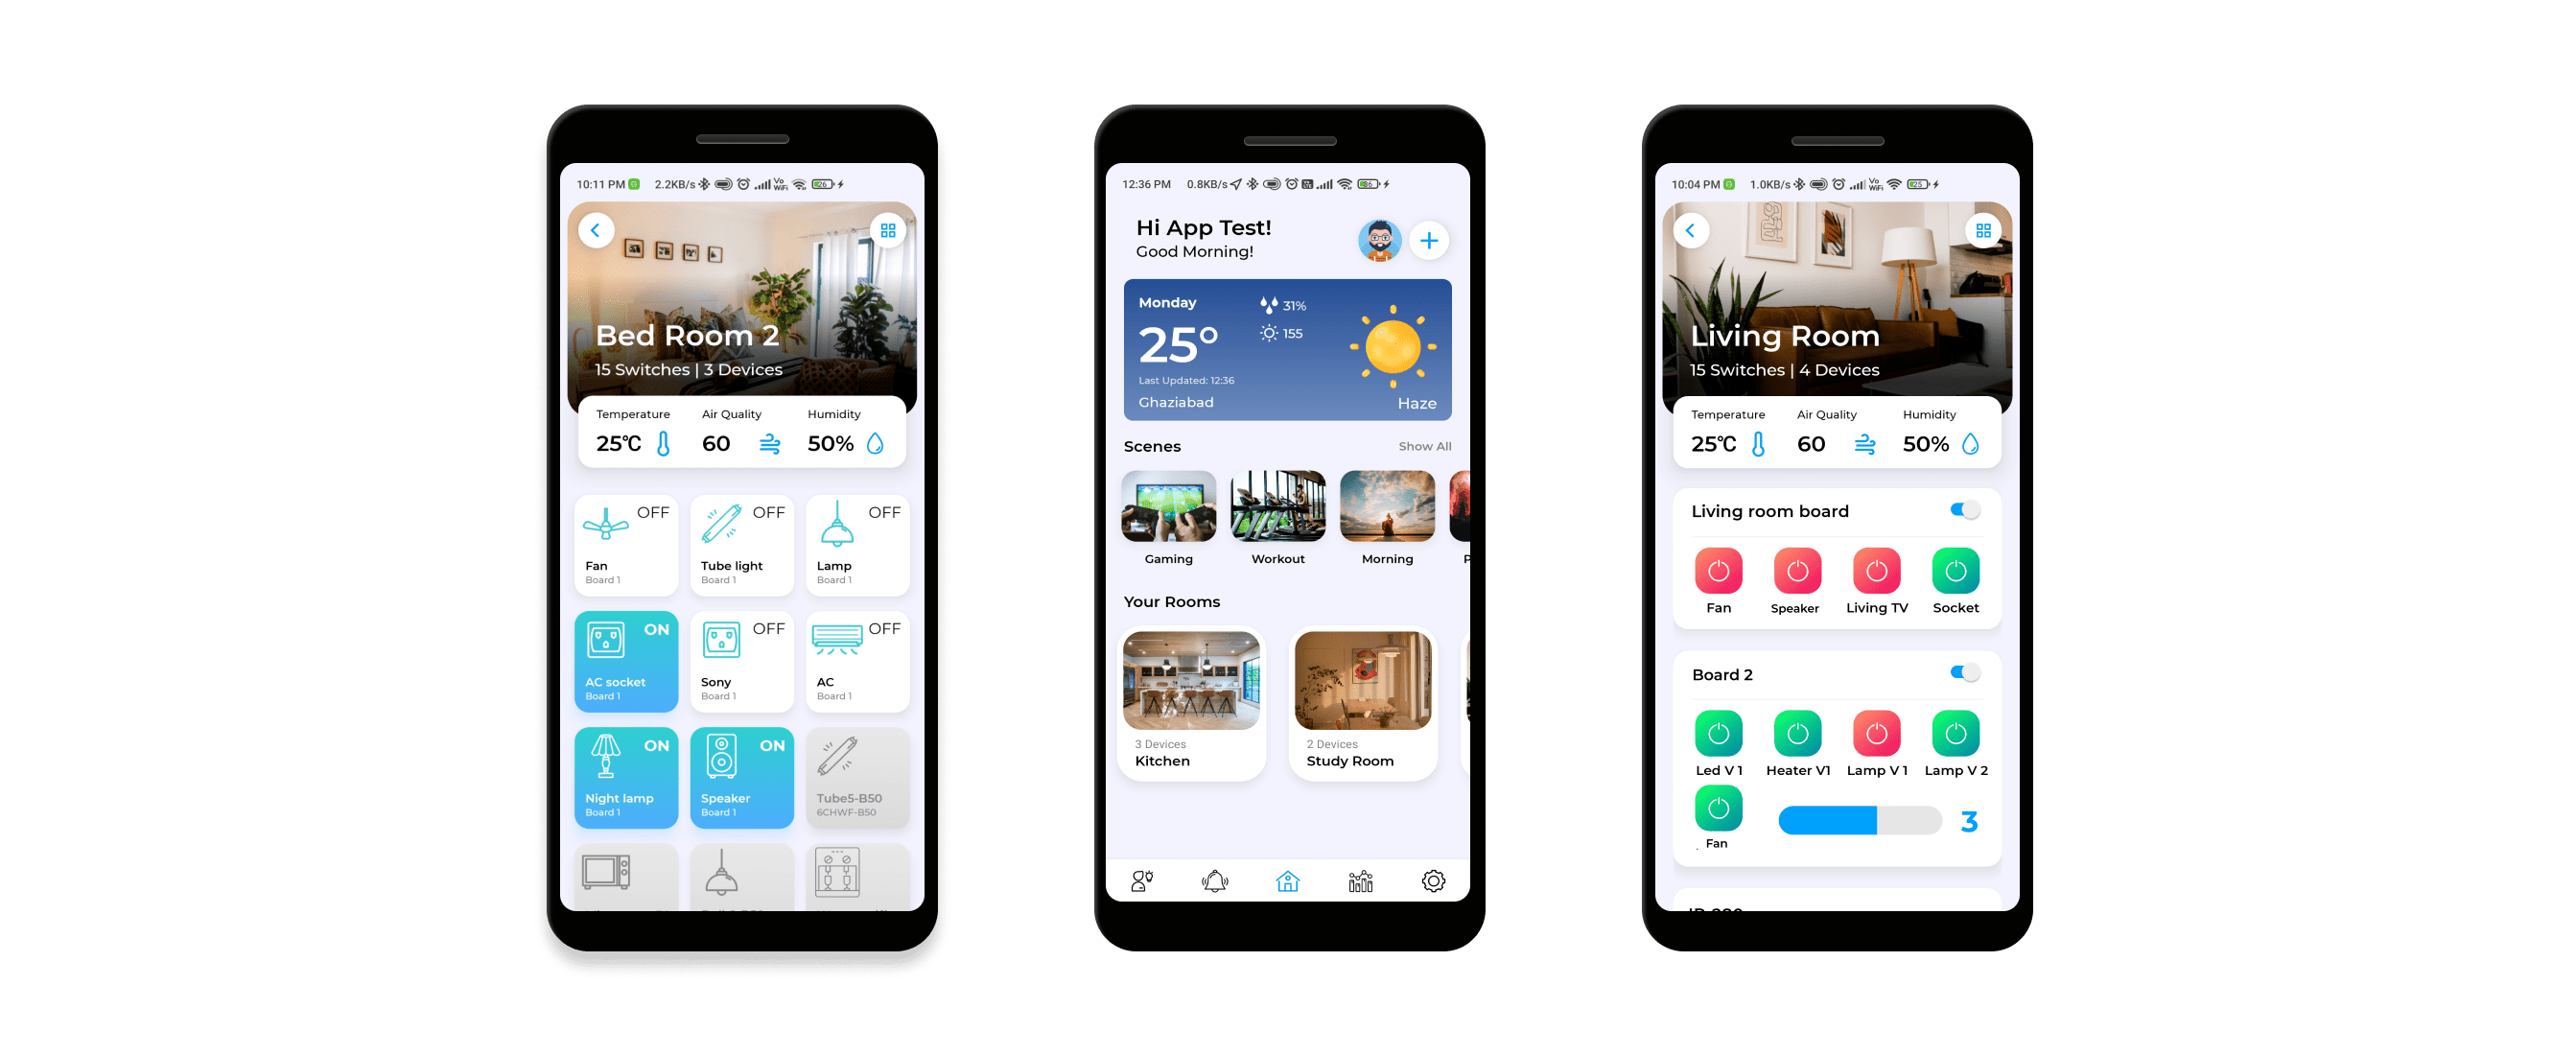 10:11 PM 2.2KB/s Vo WiFi 26
Bed Room 2
15 Switches | 3 Devices
Temperature Air Quality Humidity
25℃ 60 50%
OFF OFF OFF
Fan Tube light Lamp
Board 1 Board 1 Board 1
ON OFF OFF
AC socket Sony AC
Board 1 Board 1 Board 1
ON ON
Night lamp Speaker Tube5-B50
Board 1 Board 1 6CHWF-B50
12:36 PM 0.8KB/s
Hi App Test!
Good Morning!
Monday 31%
25° 155
Last Updated: 12:36
Ghaziabad Haze
Scenes Show All
Gaming Workout Morning
Your Rooms
3 Devices 2 Devices
Kitchen Study Room
10:04 PM 1.0KB/s Vo WiFi 25
Living Room
15 Switches | 4 Devices
Temperature Air Quality Humidity
25℃ 60 50%
Living room board
Fan Speaker Living TV Socket
Board 2
Led V 1 Heater V1 Lamp V 1 Lamp V 2
3
Fan